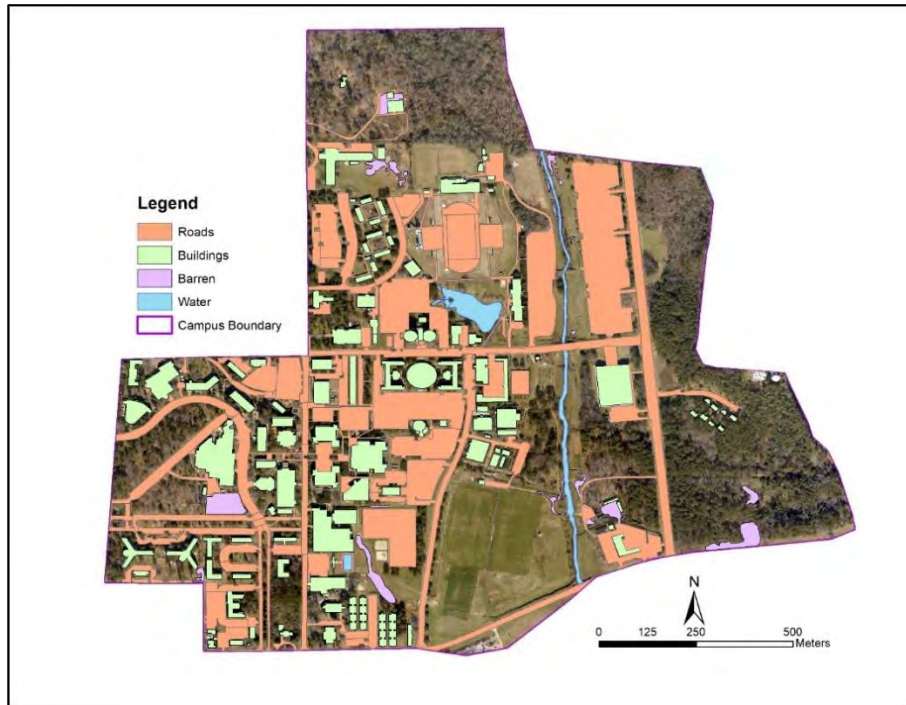 Legend
Roads
Buildings
Barren
Water
Campus Boundary
N
0 125 250 500
Meters